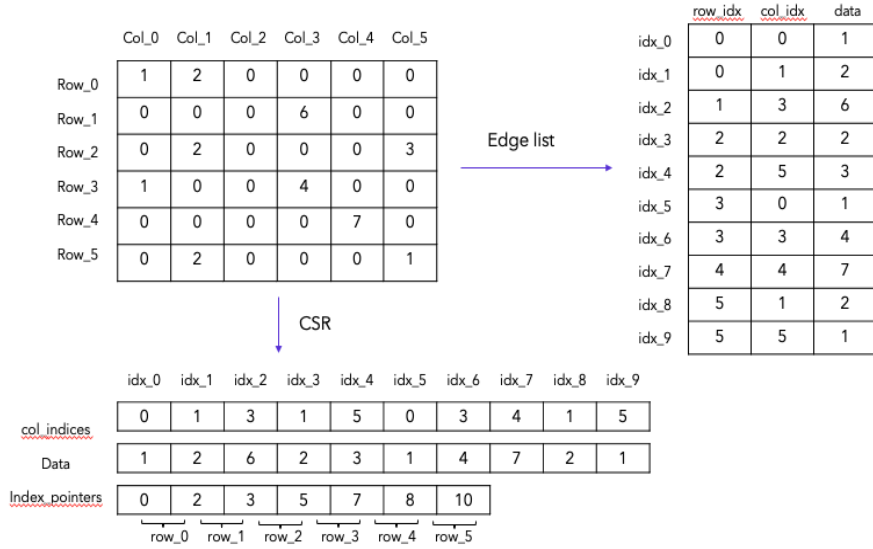 Col_0 Col_1 Col_2 Col_3 Col_4 Col_5
Row_0 1 2 0 0 0 0
Row_1 0 0 0 6 0 0
Row_2 0 2 0 0 0 3
Row_3 1 0 0 4 0 0
Row_4 0 0 0 0 7 0
Row_5 0 2 0 0 0 1
Edge list
row_idx col_idx data
idx_0 0 0 1
idx_1 0 1 2
idx_2 1 3 6
idx_3 2 2 2
idx_4 2 5 3
idx_5 3 0 1
idx_6 3 3 4
idx_7 4 4 7
idx_8 5 1 2
idx_9 5 5 1
CSR
idx_0 idx_1 idx_2 idx_3 idx_4 idx_5 idx_6 idx_7 idx_8 idx_9
col_indices 0 1 3 1 5 0 3 4 1 5
Data 1 2 6 2 3 1 4 7 2 1
Index_pointers 0 2 3 5 7 8 10
row_0 row_1 row_2 row_3 row_4 row_5